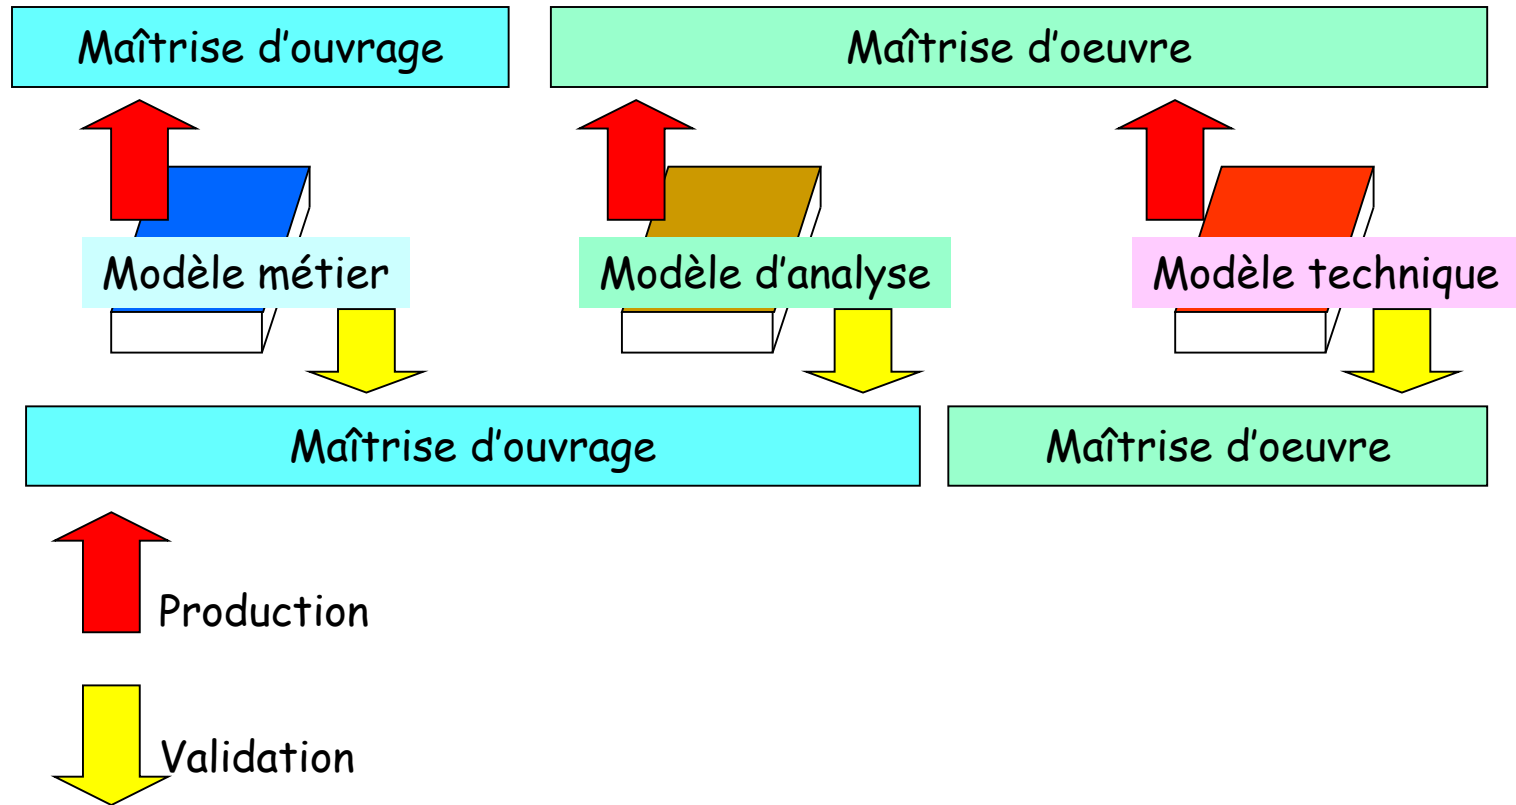 Maîtrise d'ouvrage
Maîtrise d'oeuvre
Modèle métier
Modèle d'analyse
Modèle technique
Maîtrise d'ouvrage
Maîtrise d'oeuvre
Production
Validation